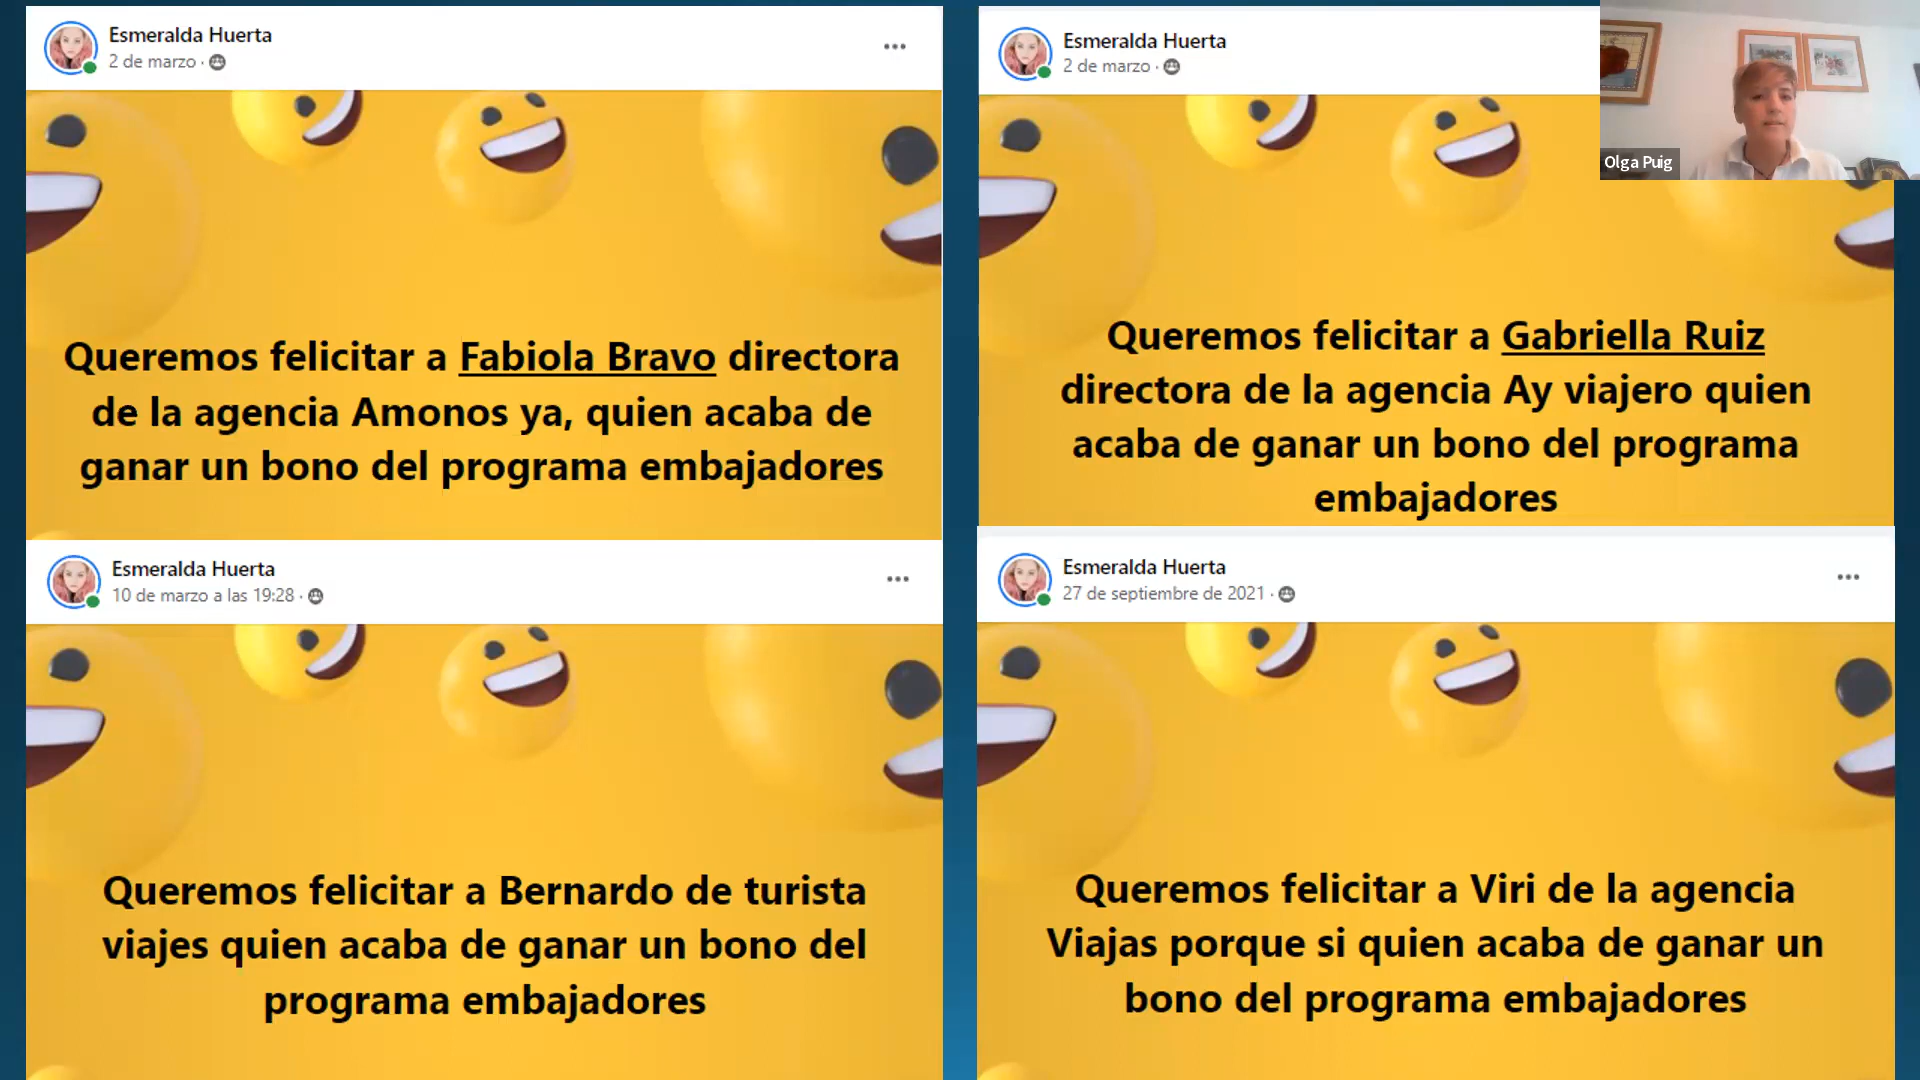 Esmeralda Huerta
2 de marzo ·
Queremos felicitar a Fabiola Bravo directora
de la agencia Amonos ya, quien acaba de
ganar un bono del programa embajadores
Esmeralda Huerta
2 de marzo ·
Queremos felicitar a Gabriella Ruiz
directora de la agencia Ay viajero quien
acaba de ganar un bono del programa
embajadores
Olga Puig
Esmeralda Huerta
10 de marzo a las 19:28 ·
Queremos felicitar a Bernardo de turista
viajes quien acaba de ganar un bono del
programa embajadores
Esmeralda Huerta
27 de septiembre de 2021 ·
Queremos felicitar a Viri de la agencia
Viajas porque si quien acaba de ganar un
bono del programa embajadores